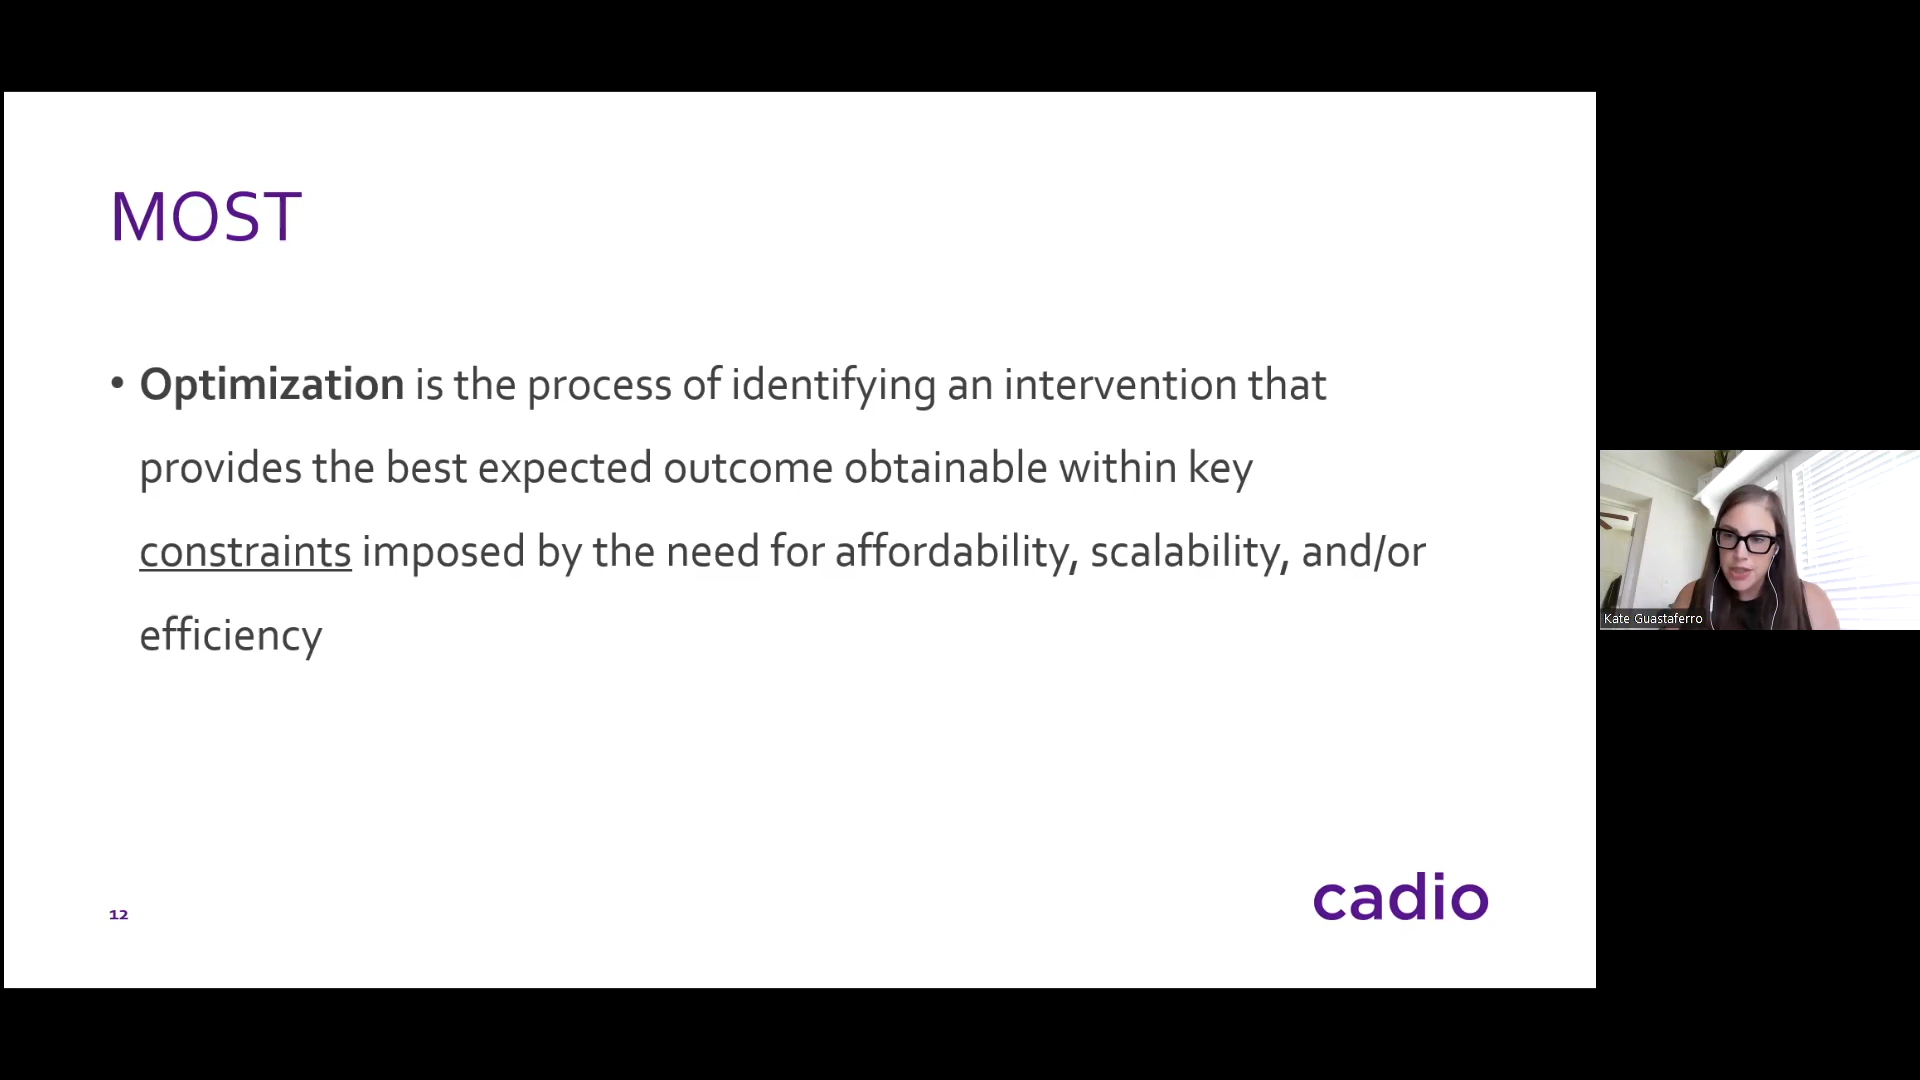 MOST
• Optimization is the process of identifying an intervention that
provides the best expected outcome obtainable within key
constraints imposed by the need for affordability, scalability, and/or
efficiency
12
cadio
Kate Guastaferro